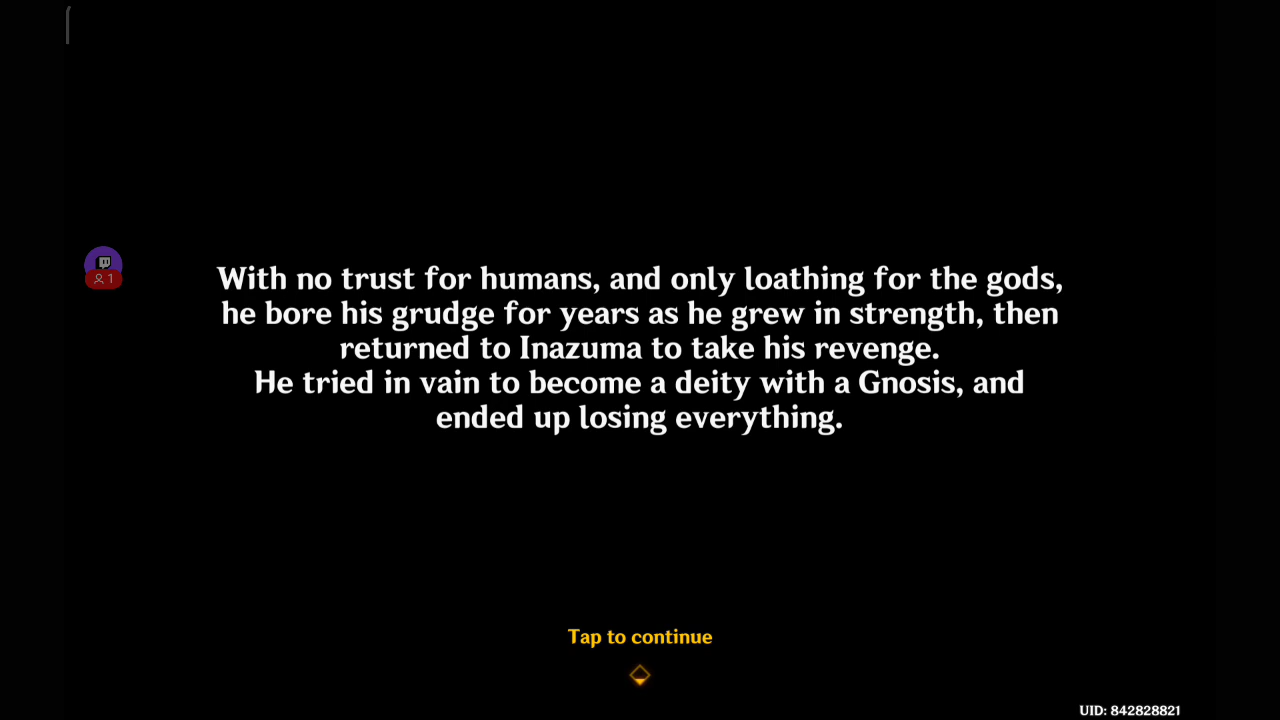 1
With no trust for humans, and only loathing for the gods,
he bore his grudge for years as he grew in strength, then
returned to Inazuma to take his revenge.
He tried in vain to become a deity with a Gnosis, and
ended up losing everything.
Tap to continue
UID: 842828821